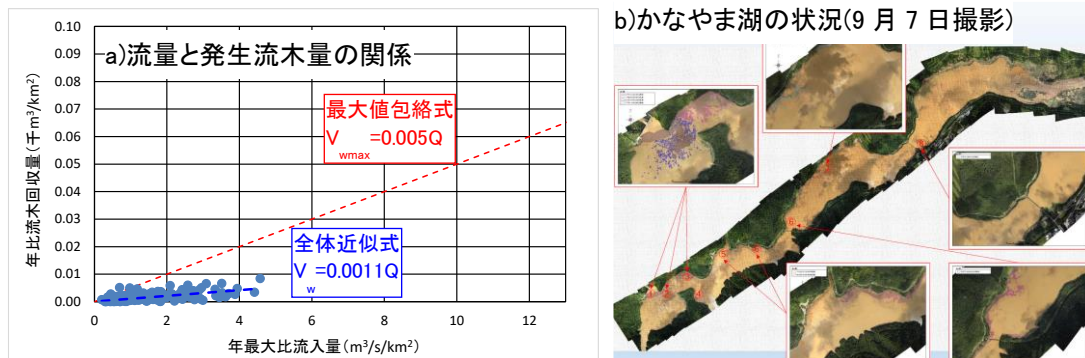 a)流量と発生流木量の関係
年比流木回収量(千m³/km²)
0.10
0.09
0.08
0.07
0.06
0.05
0.04
0.03
0.02
0.01
0.00
最大値包絡式
V wmax =0.005Q
全体近似式
V w =0.0011Q
0 2 4 6 8 10 12
年最大比流入量(m³/s/km²)
b)かなやま湖の状況(9月7日撮影)